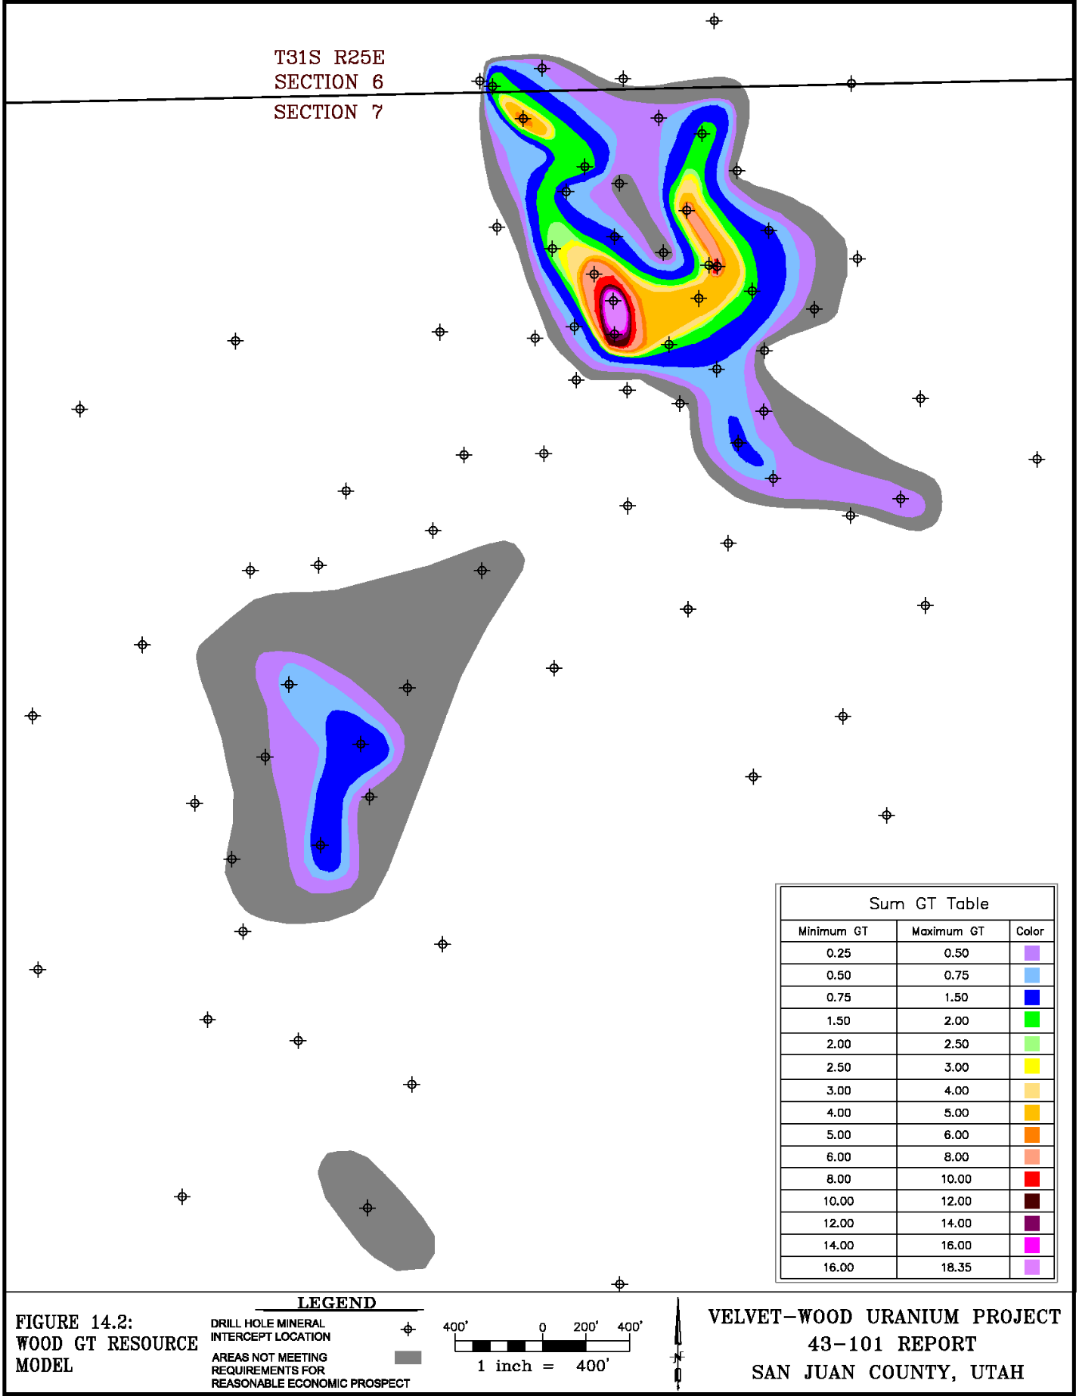 T31S R25E
SECTION 6
SECTION 7
Sum GT Table
Minimum GT Maximum GT Color
0.25 0.50
0.50 0.75
0.75 1.50
1.50 2.00
2.00 2.50
2.50 3.00
3.00 4.00
4.00 5.00
5.00 6.00
6.00 8.00
8.00 10.00
10.00 12.00
12.00 14.00
14.00 16.00
16.00 18.35
FIGURE 14.2:
WOOD GT RESOURCE
MODEL
LEGEND
DRILL HOLE MINERAL
INTERCEPT LOCATION
AREAS NOT MEETING
REQUIREMENTS FOR
REASONABLE ECONOMIC PROSPECT
400' 0 200' 400'
1 inch = 400'
N
VELVET-WOOD URANIUM PROJECT
43-101 REPORT
SAN JUAN COUNTY, UTAH